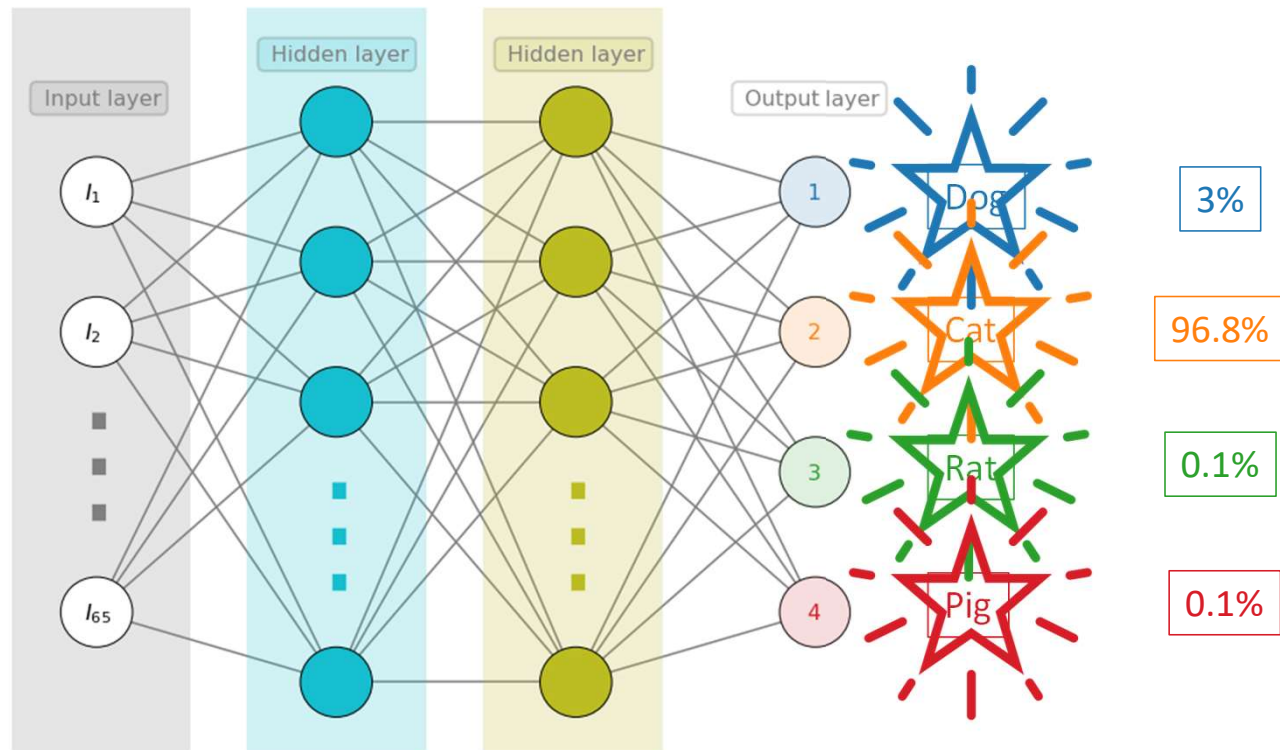 Input layer
Hidden layer
Hidden layer
Output layer
I1
I2
I65
1
2
3
4
Dog
Cat
Rat
Pig
3%
96.8%
0.1%
0.1%